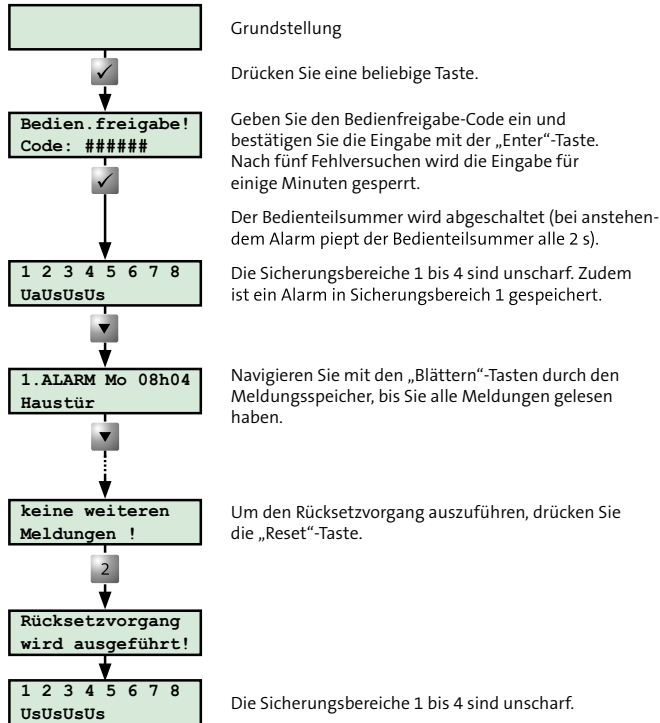 Grundstellung
✓
Drücken Sie eine beliebige Taste.
Bedien.freigabe!
Code: ######
Geben Sie den Bedienfreigabe-Code ein und
bestätigen Sie die Eingabe mit der „Enter“-Taste.
Nach fünf Fehlversuchen wird die Eingabe für
einige Minuten gesperrt.
✓
Der Bedienteilsummer wird abgeschaltet (bei anstehen-
dem Alarm piept der Bedienteilsummer alle 2 s).
1 2 3 4 5 6 7 8
UaUsUsUs
Die Sicherungsbereiche 1 bis 4 sind unscharf. Zudem
ist ein Alarm in Sicherungsbereich 1 gespeichert.
▼
1.ALARM Mo 08h04
Haustür
Navigieren Sie mit den „Blättern“-Tasten durch den
Meldungsspeicher, bis Sie alle Meldungen gelesen
haben.
▼
keine weiteren
Meldungen !
Um den Rücksetzvorgang auszuführen, drücken Sie
die „Reset“-Taste.
2
Rücksetzvorgang
wird ausgeführt!
1 2 3 4 5 6 7 8
UsUsUsUs
Die Sicherungsbereiche 1 bis 4 sind unscharf.